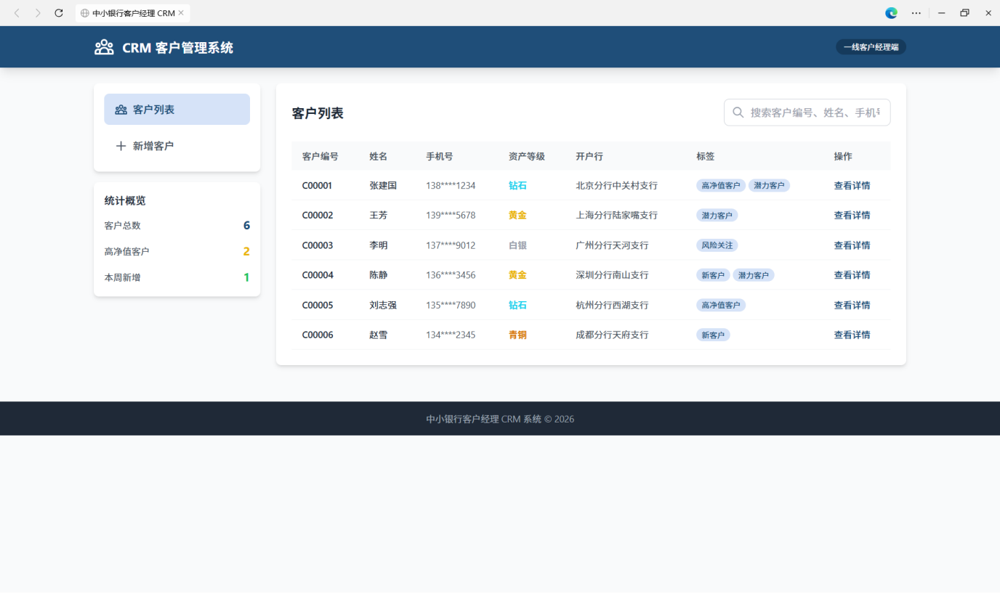 中小银行客户经理 CRM
CRM 客户管理系统
一线客户经理端
客户列表
新增客户
统计概览
客户总数 6
高净值客户 2
本周新增 1
客户列表
搜索客户编号、姓名、手机
客户编号 姓名 手机号 资产等级 开户行 标签 操作
C00001 张建国 138****1234 钻石 北京分行中关村支行 高净值客户 潜力客户 查看详情
C00002 王芳 139****5678 黄金 上海分行陆家嘴支行 潜力客户 查看详情
C00003 李明 137****9012 白银 广州分行天河支行 风险关注 查看详情
C00004 陈静 136****3456 黄金 深圳分行南山支行 新客户 潜力客户 查看详情
C00005 刘志强 135****7890 钻石 杭州分行西湖支行 高净值客户 查看详情
C00006 赵雪 134****2345 青铜 成都分行天府支行 新客户 查看详情
中小银行客户经理 CRM 系统 © 2026